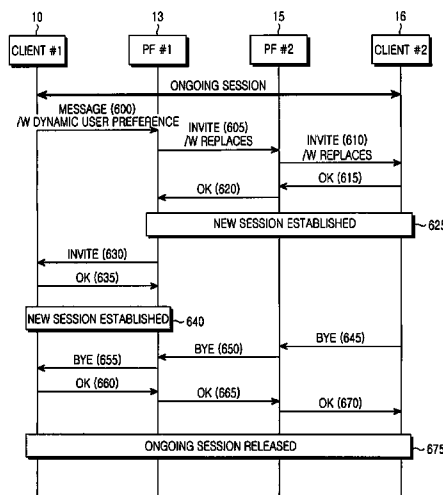 10
13
15
16
CLIENT #1
PF #1
PF #2
CLIENT #2
ONGOING SESSION
MESSAGE (600)
/W DYNAMIC USER PREFERENCE
INVITE (605)
/W REPLACES
INVITE (610)
/W REPLACES
OK (615)
OK (620)
NEW SESSION ESTABLISHED
625
INVITE (630)
OK (635)
NEW SESSION ESTABLISHED
640
BYE (645)
BYE (650)
BYE (655)
OK (660)
OK (665)
OK (670)
ONGOING SESSION RELEASED
675